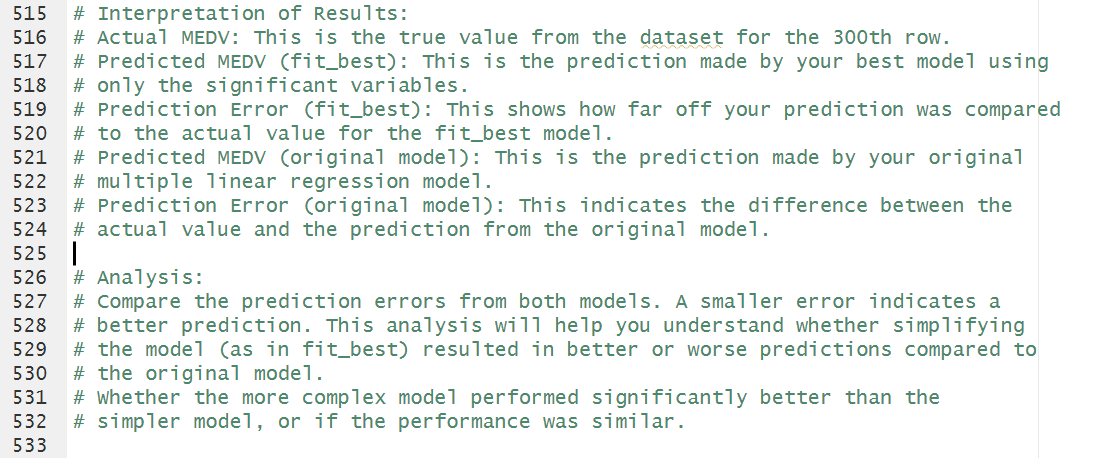 515 # Interpretation of Results:
516 # Actual MEDV: This is the true value from the dataset for the 300th row.
517 # Predicted MEDV (fit_best): This is the prediction made by your best model using
518 # only the significant variables.
519 # Prediction Error (fit_best): This shows how far off your prediction was compared
520 # to the actual value for the fit_best model.
521 # Predicted MEDV (original model): This is the prediction made by your original
522 # multiple linear regression model.
523 # Prediction Error (original model): This indicates the difference between the
524 # actual value and the prediction from the original model.
525
526 # Analysis:
527 # Compare the prediction errors from both models. A smaller error indicates a
528 # better prediction. This analysis will help you understand whether simplifying
529 # the model (as in fit_best) resulted in better or worse predictions compared to
530 # the original model.
531 # Whether the more complex model performed significantly better than the
532 # simpler model, or if the performance was similar.
533